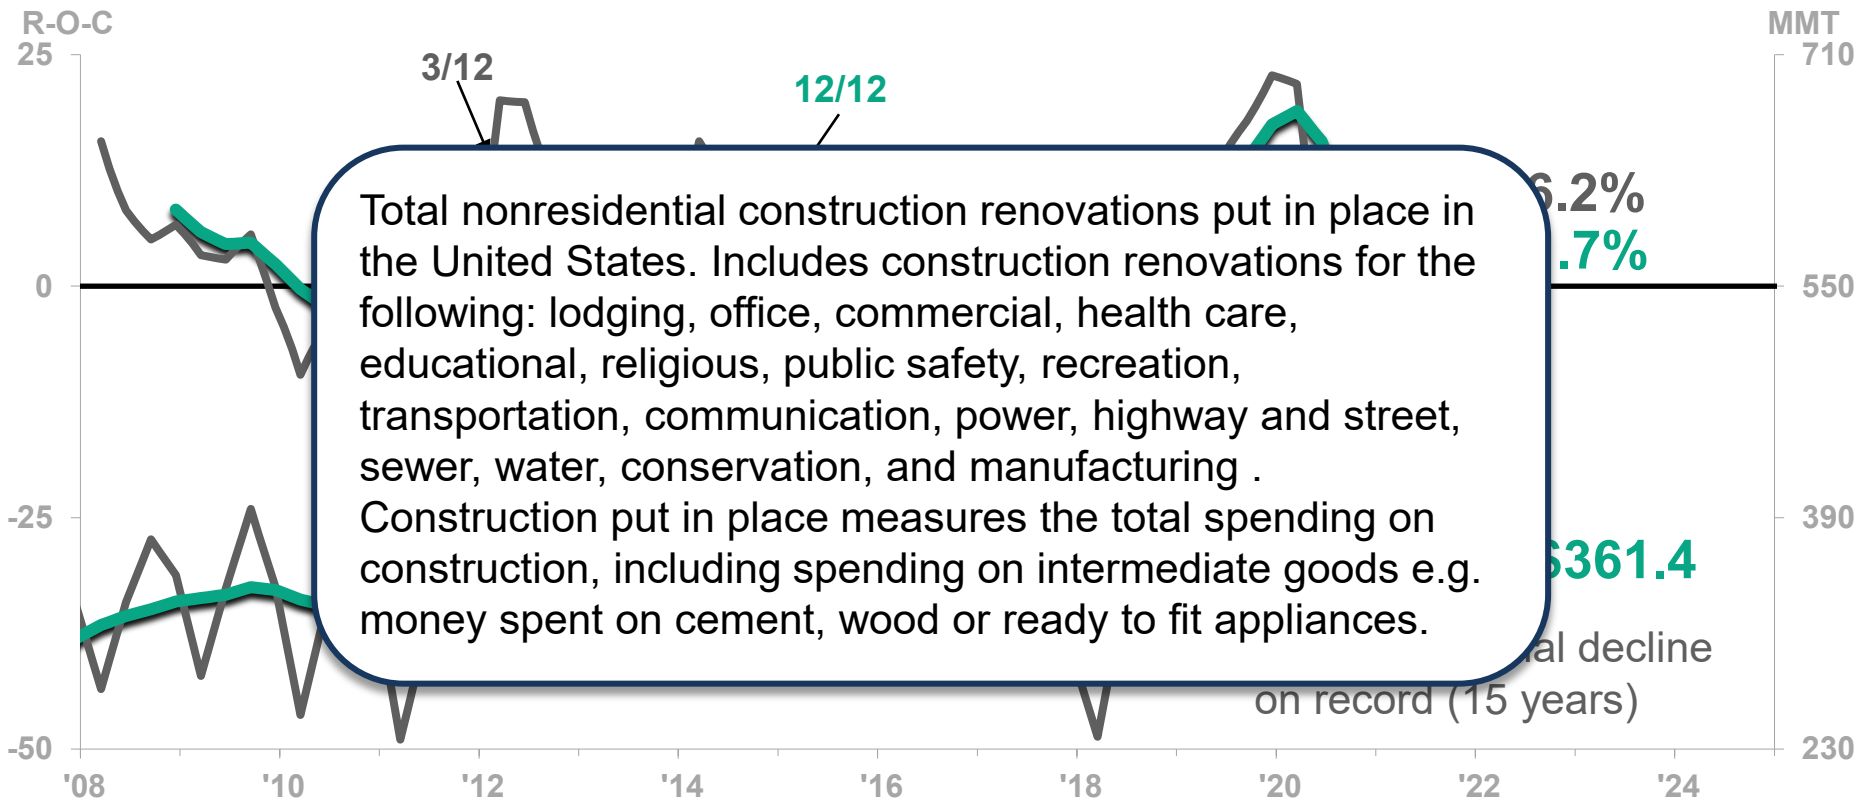 R-O-C
MMT
25
710
3/12
12/12
6.2%
.7%
0
550
Total nonresidential construction renovations put in place in
the United States. Includes construction renovations for the
following: lodging, office, commercial, health care,
educational, religious, public safety, recreation,
transportation, communication, power, highway and street,
sewer, water, conservation, and manufacturing .
Construction put in place measures the total spending on
construction, including spending on intermediate goods e.g.
money spent on cement, wood or ready to fit appliances.
-25
390
$361.4
decline
on record (15 years)
-50
230
'08
'10
'12
'14
'16
'18
'20
'22
'24